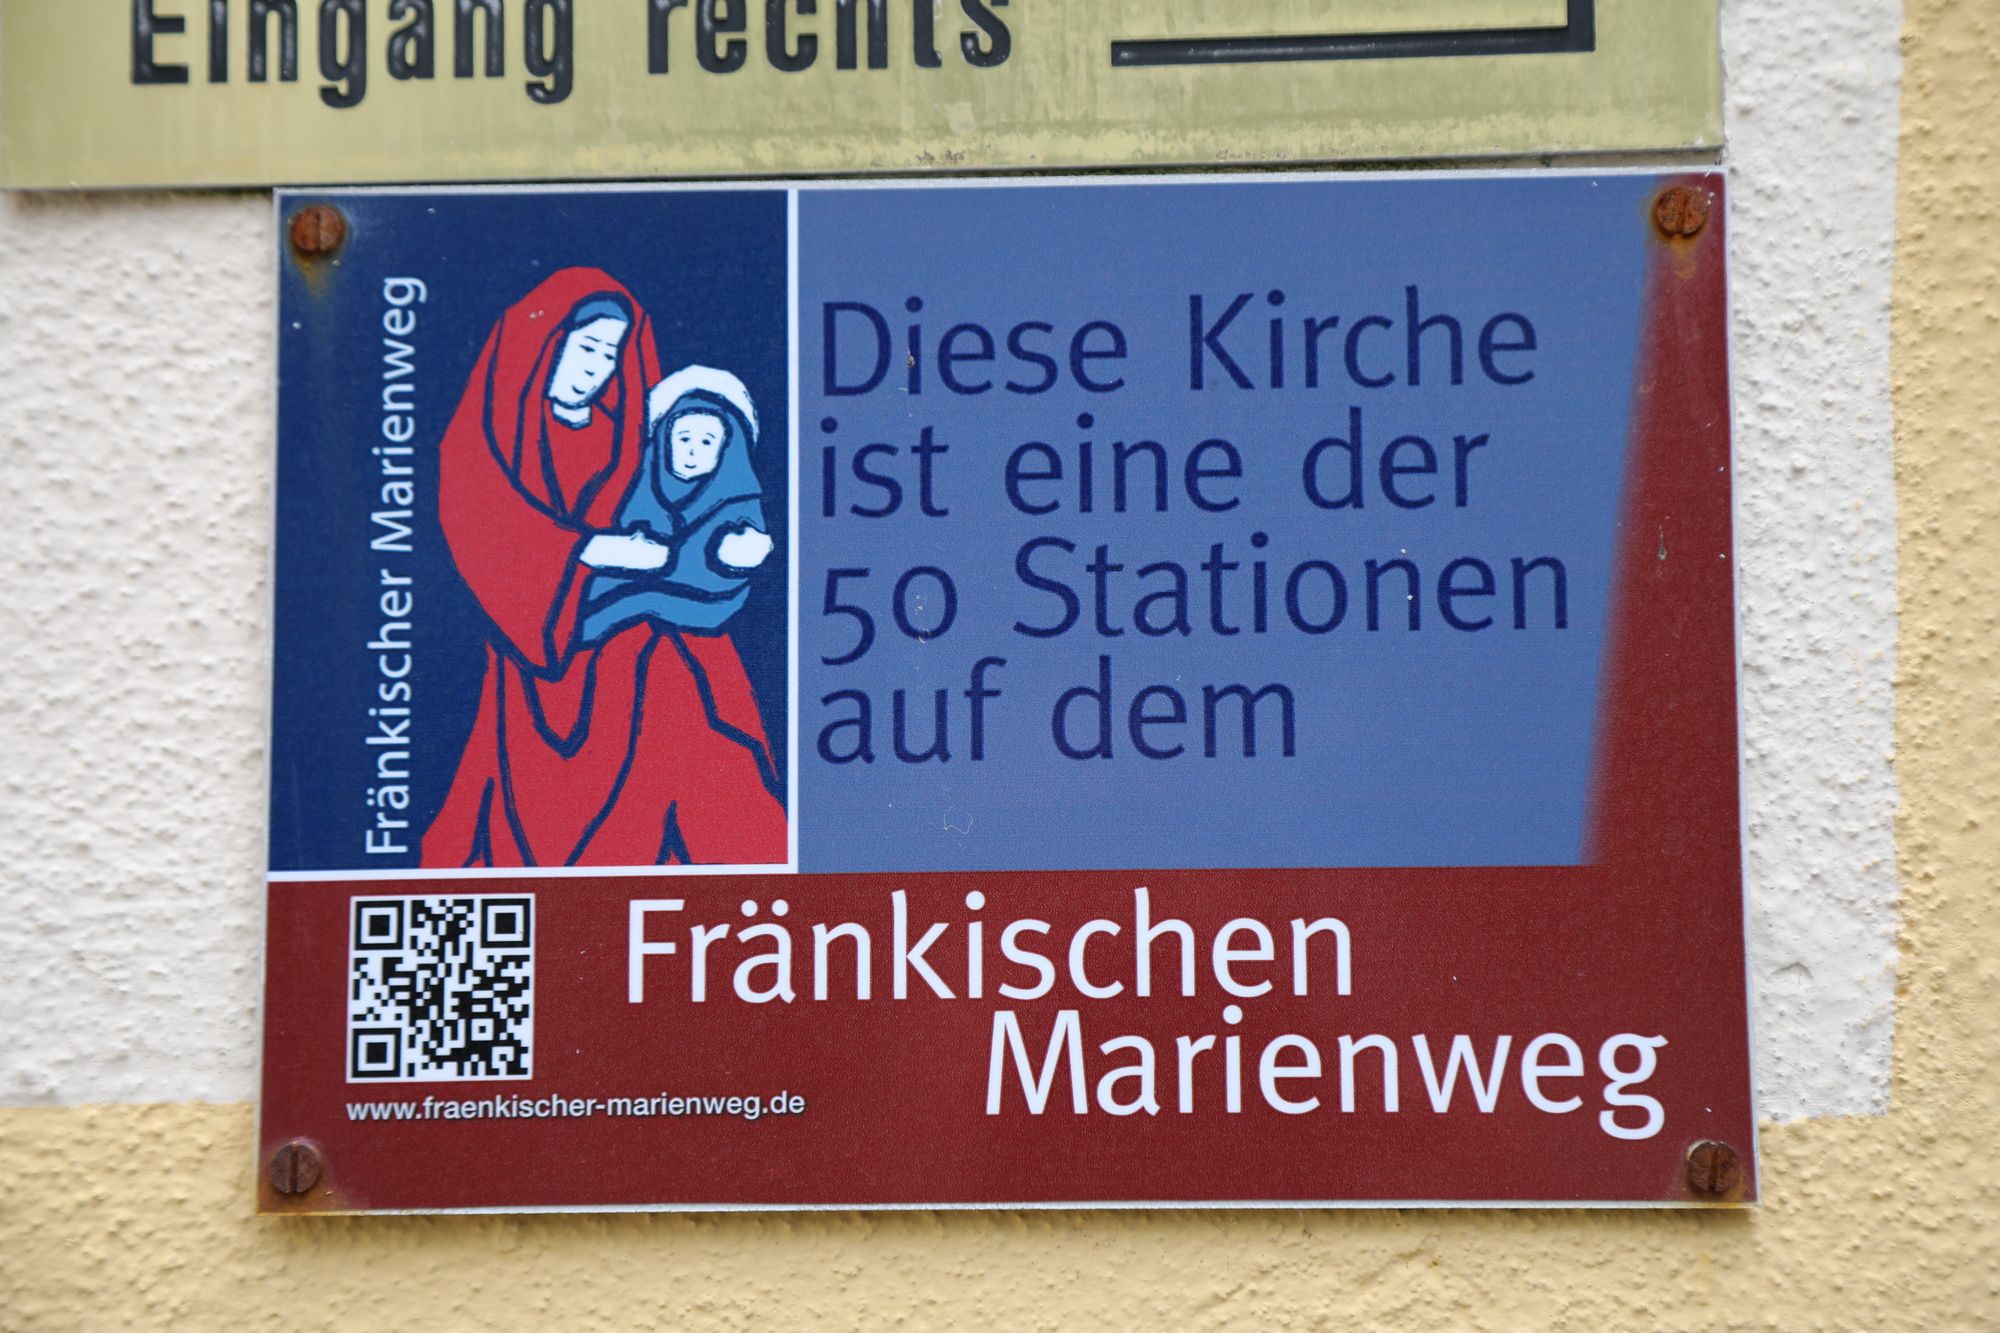 Eingang rechts
Fränkischer Marienweg
Diese Kirche
ist eine der
50 Stationen
auf dem
Fränkischen
Marienweg
www.fraenkischer-marienweg.de